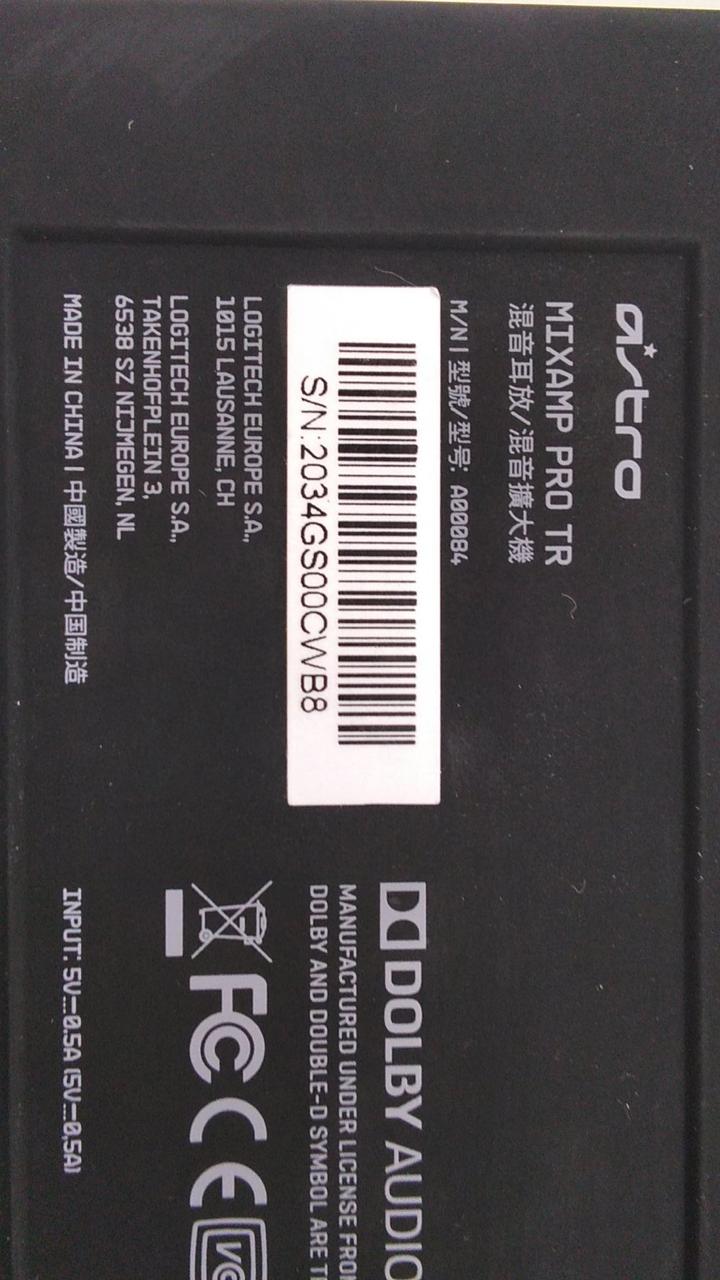 astro
MIXAMP PRO TR
混音耳放/混音擴大機
M/N | 型號/型号: A00084
S/N:2034GS00CWB8
LOGITECH EUROPE S.A.,
1015 LAUSANNE, CH
LOGITECH EUROPE S.A.,
TAKENHOFPLEIN 3,
6538 SZ NIJMEGEN, NL
MADE IN CHINA | 中國製造/中国制造
DOLBY AUDIO
MANUFACTURED UNDER LICENSE FROM
DOLBY AND DOUBLE-D SYMBOL ARE
FC CE
INPUT: 5V⎓0.5A (5V⎓0,5A)